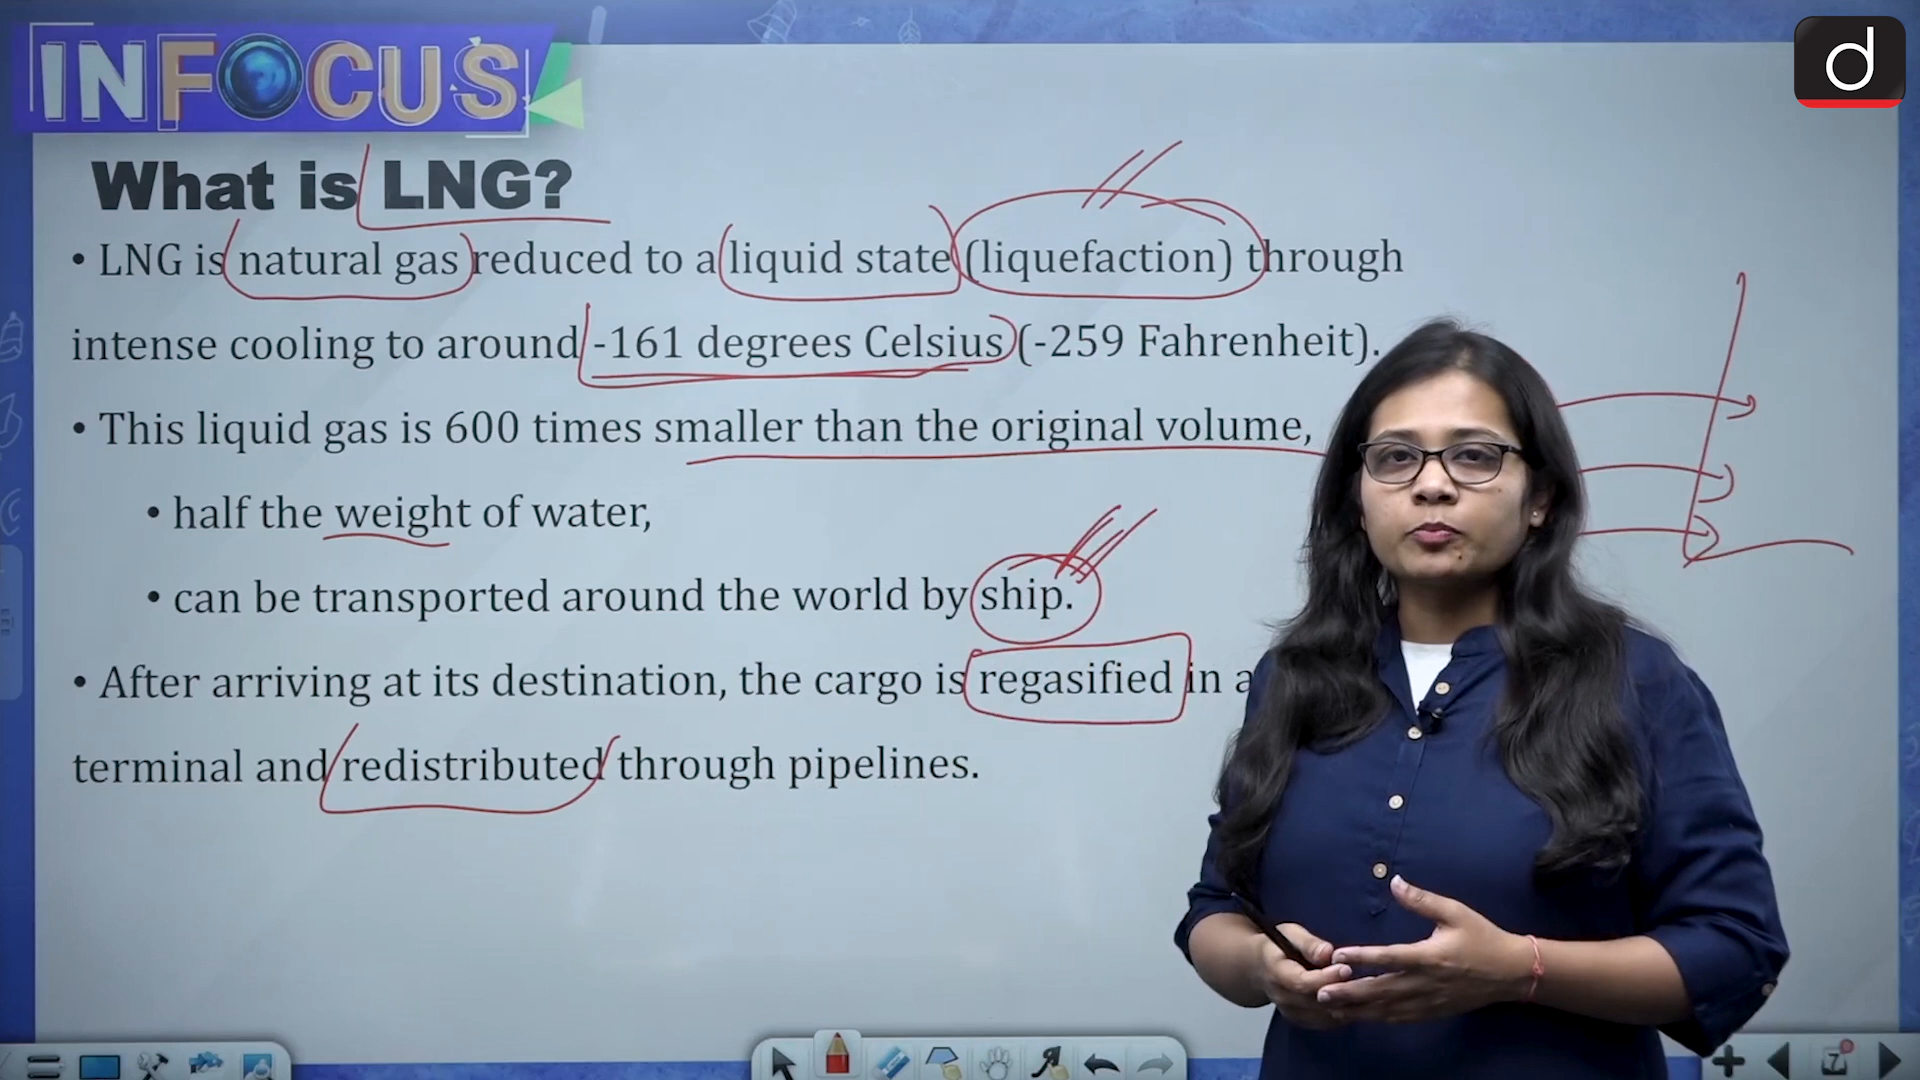 INFOCUS
d
What is LNG?
• LNG is natural gas reduced to a liquid state (liquefaction) through
intense cooling to around -161 degrees Celsius (-259 Fahrenheit).
• This liquid gas is 600 times smaller than the original volume,
• half the weight of water,
• can be transported around the world by ship.
• After arriving at its destination, the cargo is regasified in a
terminal and redistributed through pipelines.
7